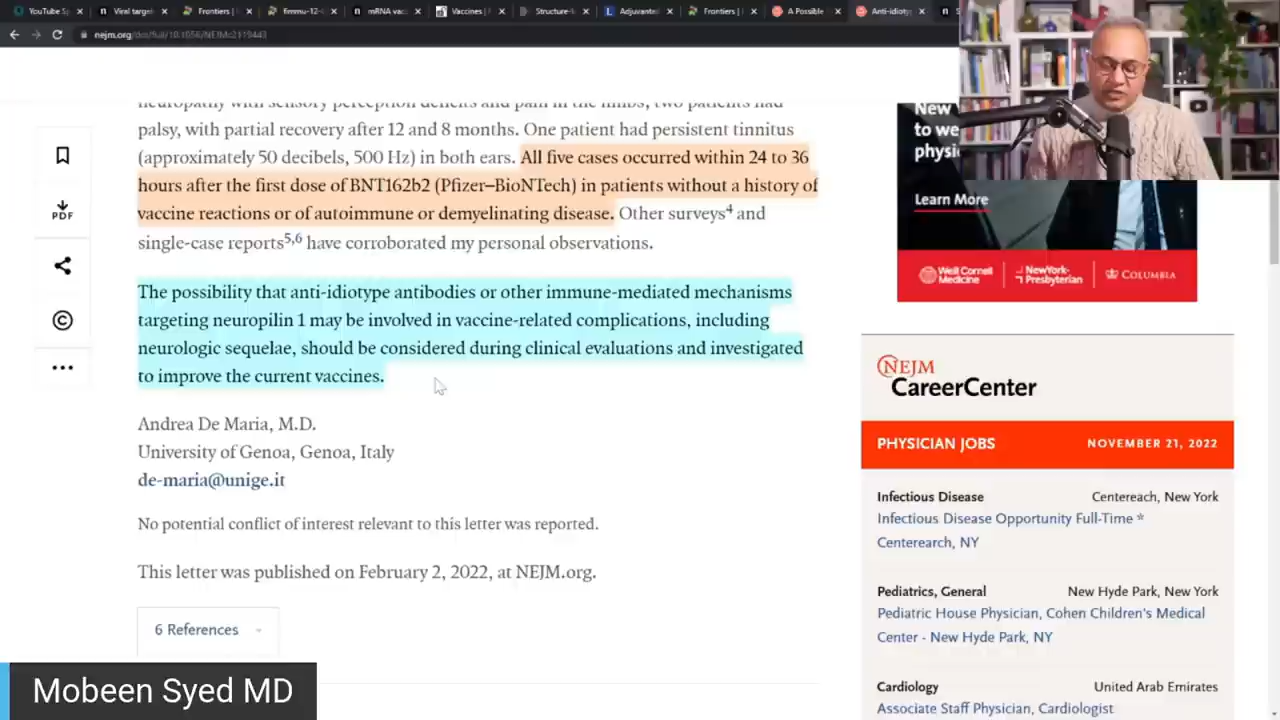 YouTube S
Viral target
Frontiers |
fimmu-12-
mRNA vac
Vaccines |
Structure-
Adjuvante
Frontiers |
A Possible
Anti-idioty
nejm.org/doi/full/10.1056/NEJMc2119443
neuropathy with sensory perception deficits and pain in the limbs, two patients had
palsy, with partial recovery after 12 and 8 months. One patient had persistent tinnitus
(approximately 50 decibels, 500 Hz) in both ears. All five cases occurred within 24 to 36
hours after the first dose of BNT162b2 (Pfizer–BioNTech) in patients without a history of
vaccine reactions or of autoimmune or demyelinating disease. Other surveys4 and
single-case reports5,6 have corroborated my personal observations.
The possibility that anti-idiotype antibodies or other immune-mediated mechanisms
targeting neuropilin 1 may be involved in vaccine-related complications, including
neurologic sequelae, should be considered during clinical evaluations and investigated
to improve the current vaccines.
Andrea De Maria, M.D.
University of Genoa, Genoa, Italy
de-maria@unige.it
No potential conflict of interest relevant to this letter was reported.
This letter was published on February 2, 2022, at NEJM.org.
6 References
PDF
New
to we
physi
Learn More
Weill Cornell
Medicine
NewYork-
Presbyterian
COLUMBIA
NEJM
CareerCenter
PHYSICIAN JOBS NOVEMBER 21, 2022
Infectious Disease Centereach, New York
Infectious Disease Opportunity Full-Time *
Centerearch, NY
Pediatrics, General New Hyde Park, New York
Pediatric House Physician, Cohen Children's Medical
Center - New Hyde Park, NY
Cardiology United Arab Emirates
Associate Staff Physician, Cardiologist
Mobeen Syed MD